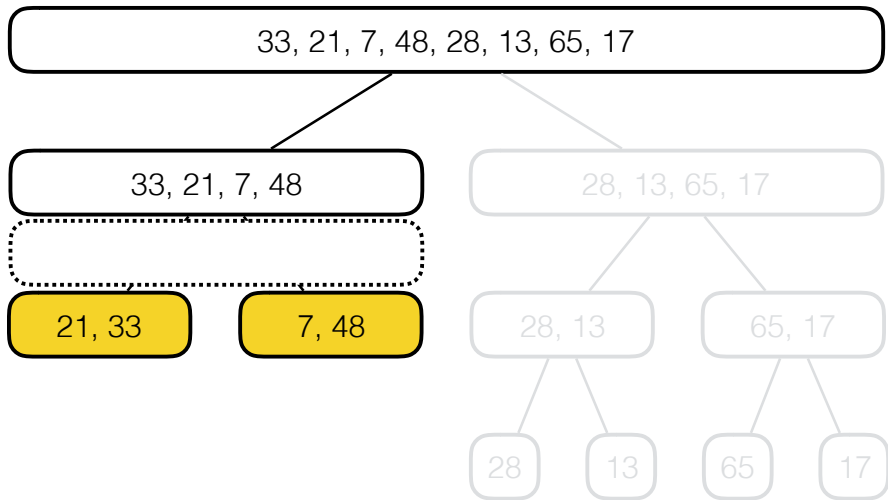 33, 21, 7, 48, 28, 13, 65, 17
33, 21, 7, 48
28, 13, 65, 17
21, 33
7, 48
28, 13
65, 17
28
13
65
17